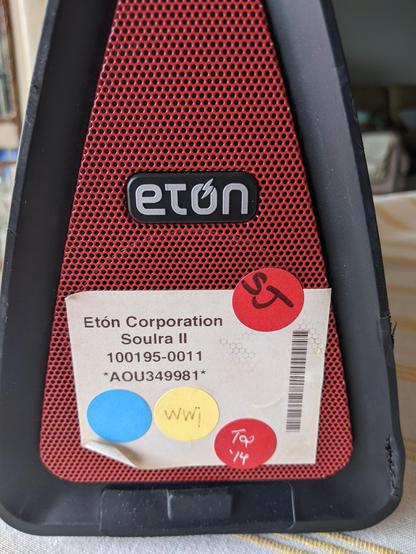 etón
SJ
Etón Corporation
Soulra II
100195-0011
*AOU349981*
wwj
Top
'14